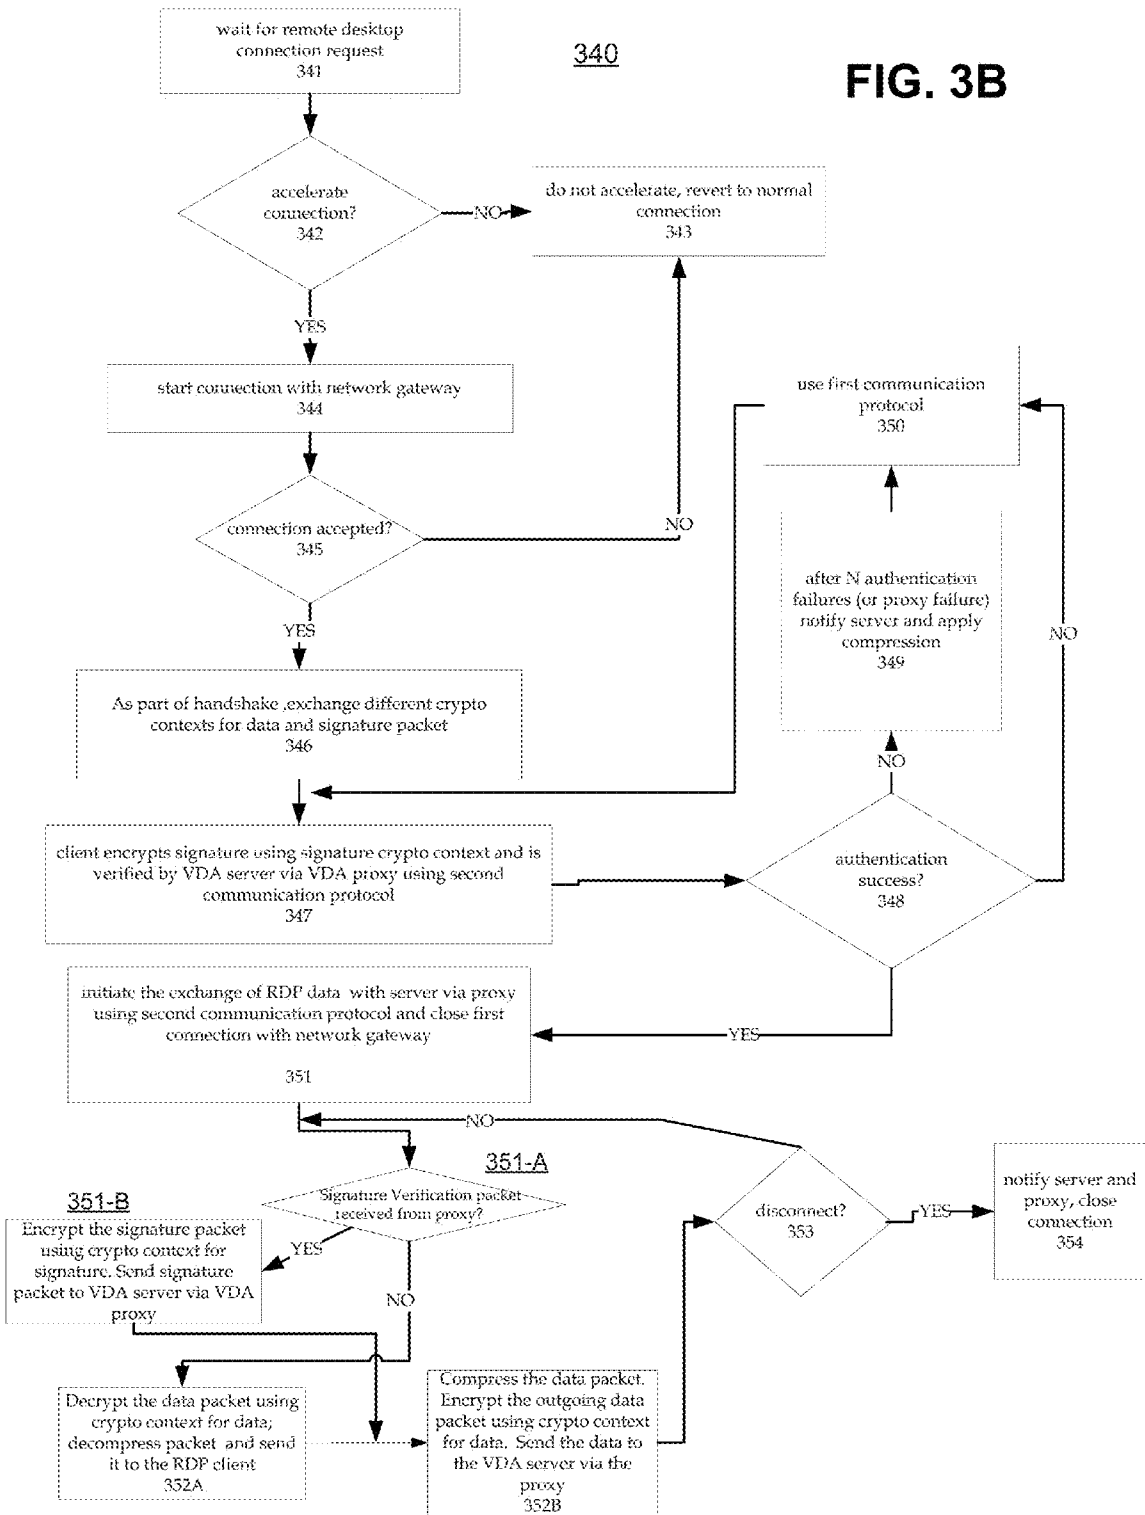 wait for remote desktop
connection request
341
340
FIG. 3B
accelerate
connection?
342
NO
do not accelerate, revert to normal
connection
343
YES
start connection with network gateway
344
use first communication
protocol
350
connection accepted?
345
NO
after N authentication
failures (or proxy failure)
notify server and apply
compression
349
NO
YES
As part of handshake ,exchange different crypto
contexts for data and signature packet
346
NO
client encrypts signature using signature crypto context and is
verified by VDA server via VDA proxy using second
communication protocol
347
authentication
success?
348
initiate the exchange of RDP data with server via proxy
using second communication protocol and close first
connection with network gateway
351
YES
NO
351-A
Signature Verification packet
received from proxy?
351-B
Encrypt the signature packet
using crypto context for
signature. Send signature
packet to VDA server via VDA
proxy
YES
NO
disconnect?
353
YES
notify server and
proxy, close
connection
354
Decrypt the data packet using
crypto context for data;
decompress packet and send
it to the RDP client
352A
Compress the data packet.
Encrypt the outgoing data
packet using crypto context
for data. Send the data to
the VDA server via the
proxy
352B